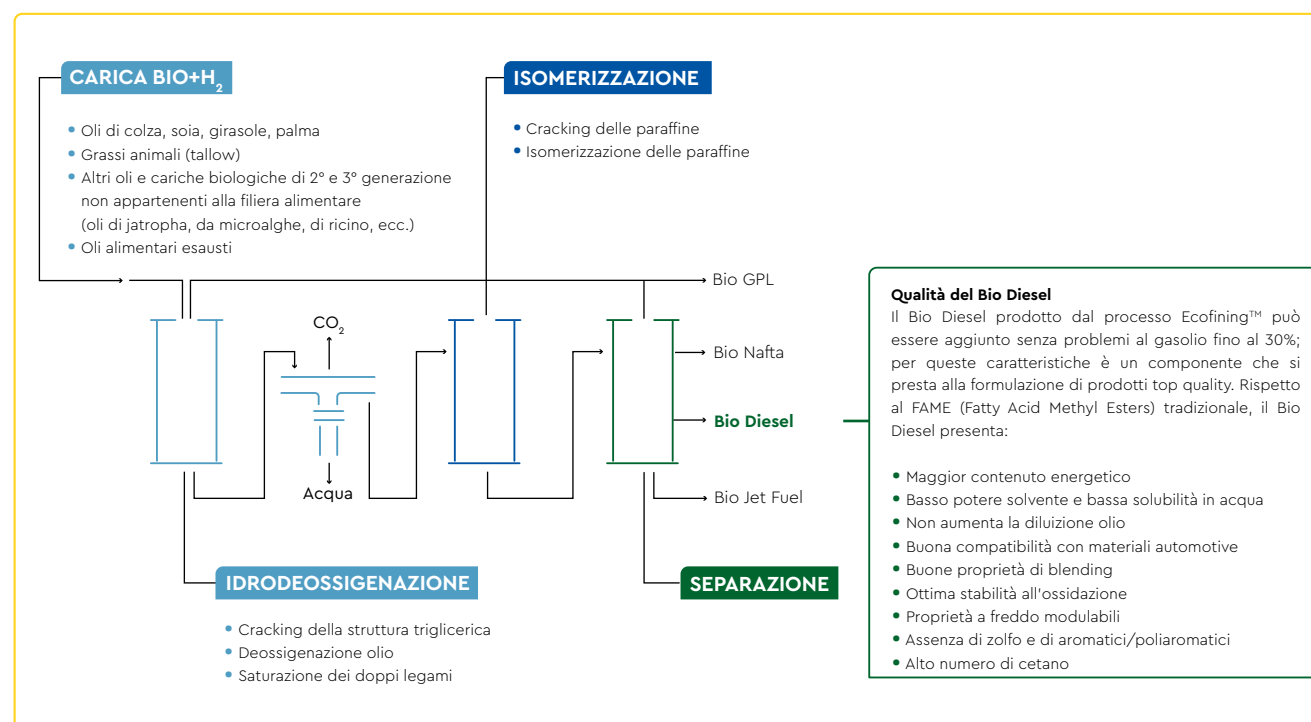 CARICA BIO+H₂
• Oli di colza, soia, girasole, palma
• Grassi animali (tallow)
• Altri oli e cariche biologiche di 2° e 3° generazione
non appartenenti alla filiera alimentare
(oli di jatropha, da microalghe, di ricino, ecc.)
• Oli alimentari esausti
ISOMERIZZAZIONE
• Cracking delle paraffine
• Isomerizzazione delle paraffine
CO₂
Acqua
Bio GPL
Bio Nafta
Bio Diesel
Bio Jet Fuel
IDRODEOSSIGENAZIONE
• Cracking della struttura triglicerica
• Deossigenazione olio
• Saturazione dei doppi legami
SEPARAZIONE
Qualità del Bio Diesel
Il Bio Diesel prodotto dal processo Ecofining™ può
essere aggiunto senza problemi al gasolio fino al 30%;
per queste caratteristiche è un componente che si
presta alla formulazione di prodotti top quality. Rispetto
al FAME (Fatty Acid Methyl Esters) tradizionale, il Bio
Diesel presenta:
• Maggior contenuto energetico
• Basso potere solvente e bassa solubilità in acqua
• Non aumenta la diluizione olio
• Buona compatibilità con materiali automotive
• Buone proprietà di blending
• Ottima stabilità all'ossidazione
• Proprietà a freddo modulabili
• Assenza di zolfo e di aromatici/poliaromatici
• Alto numero di cetano